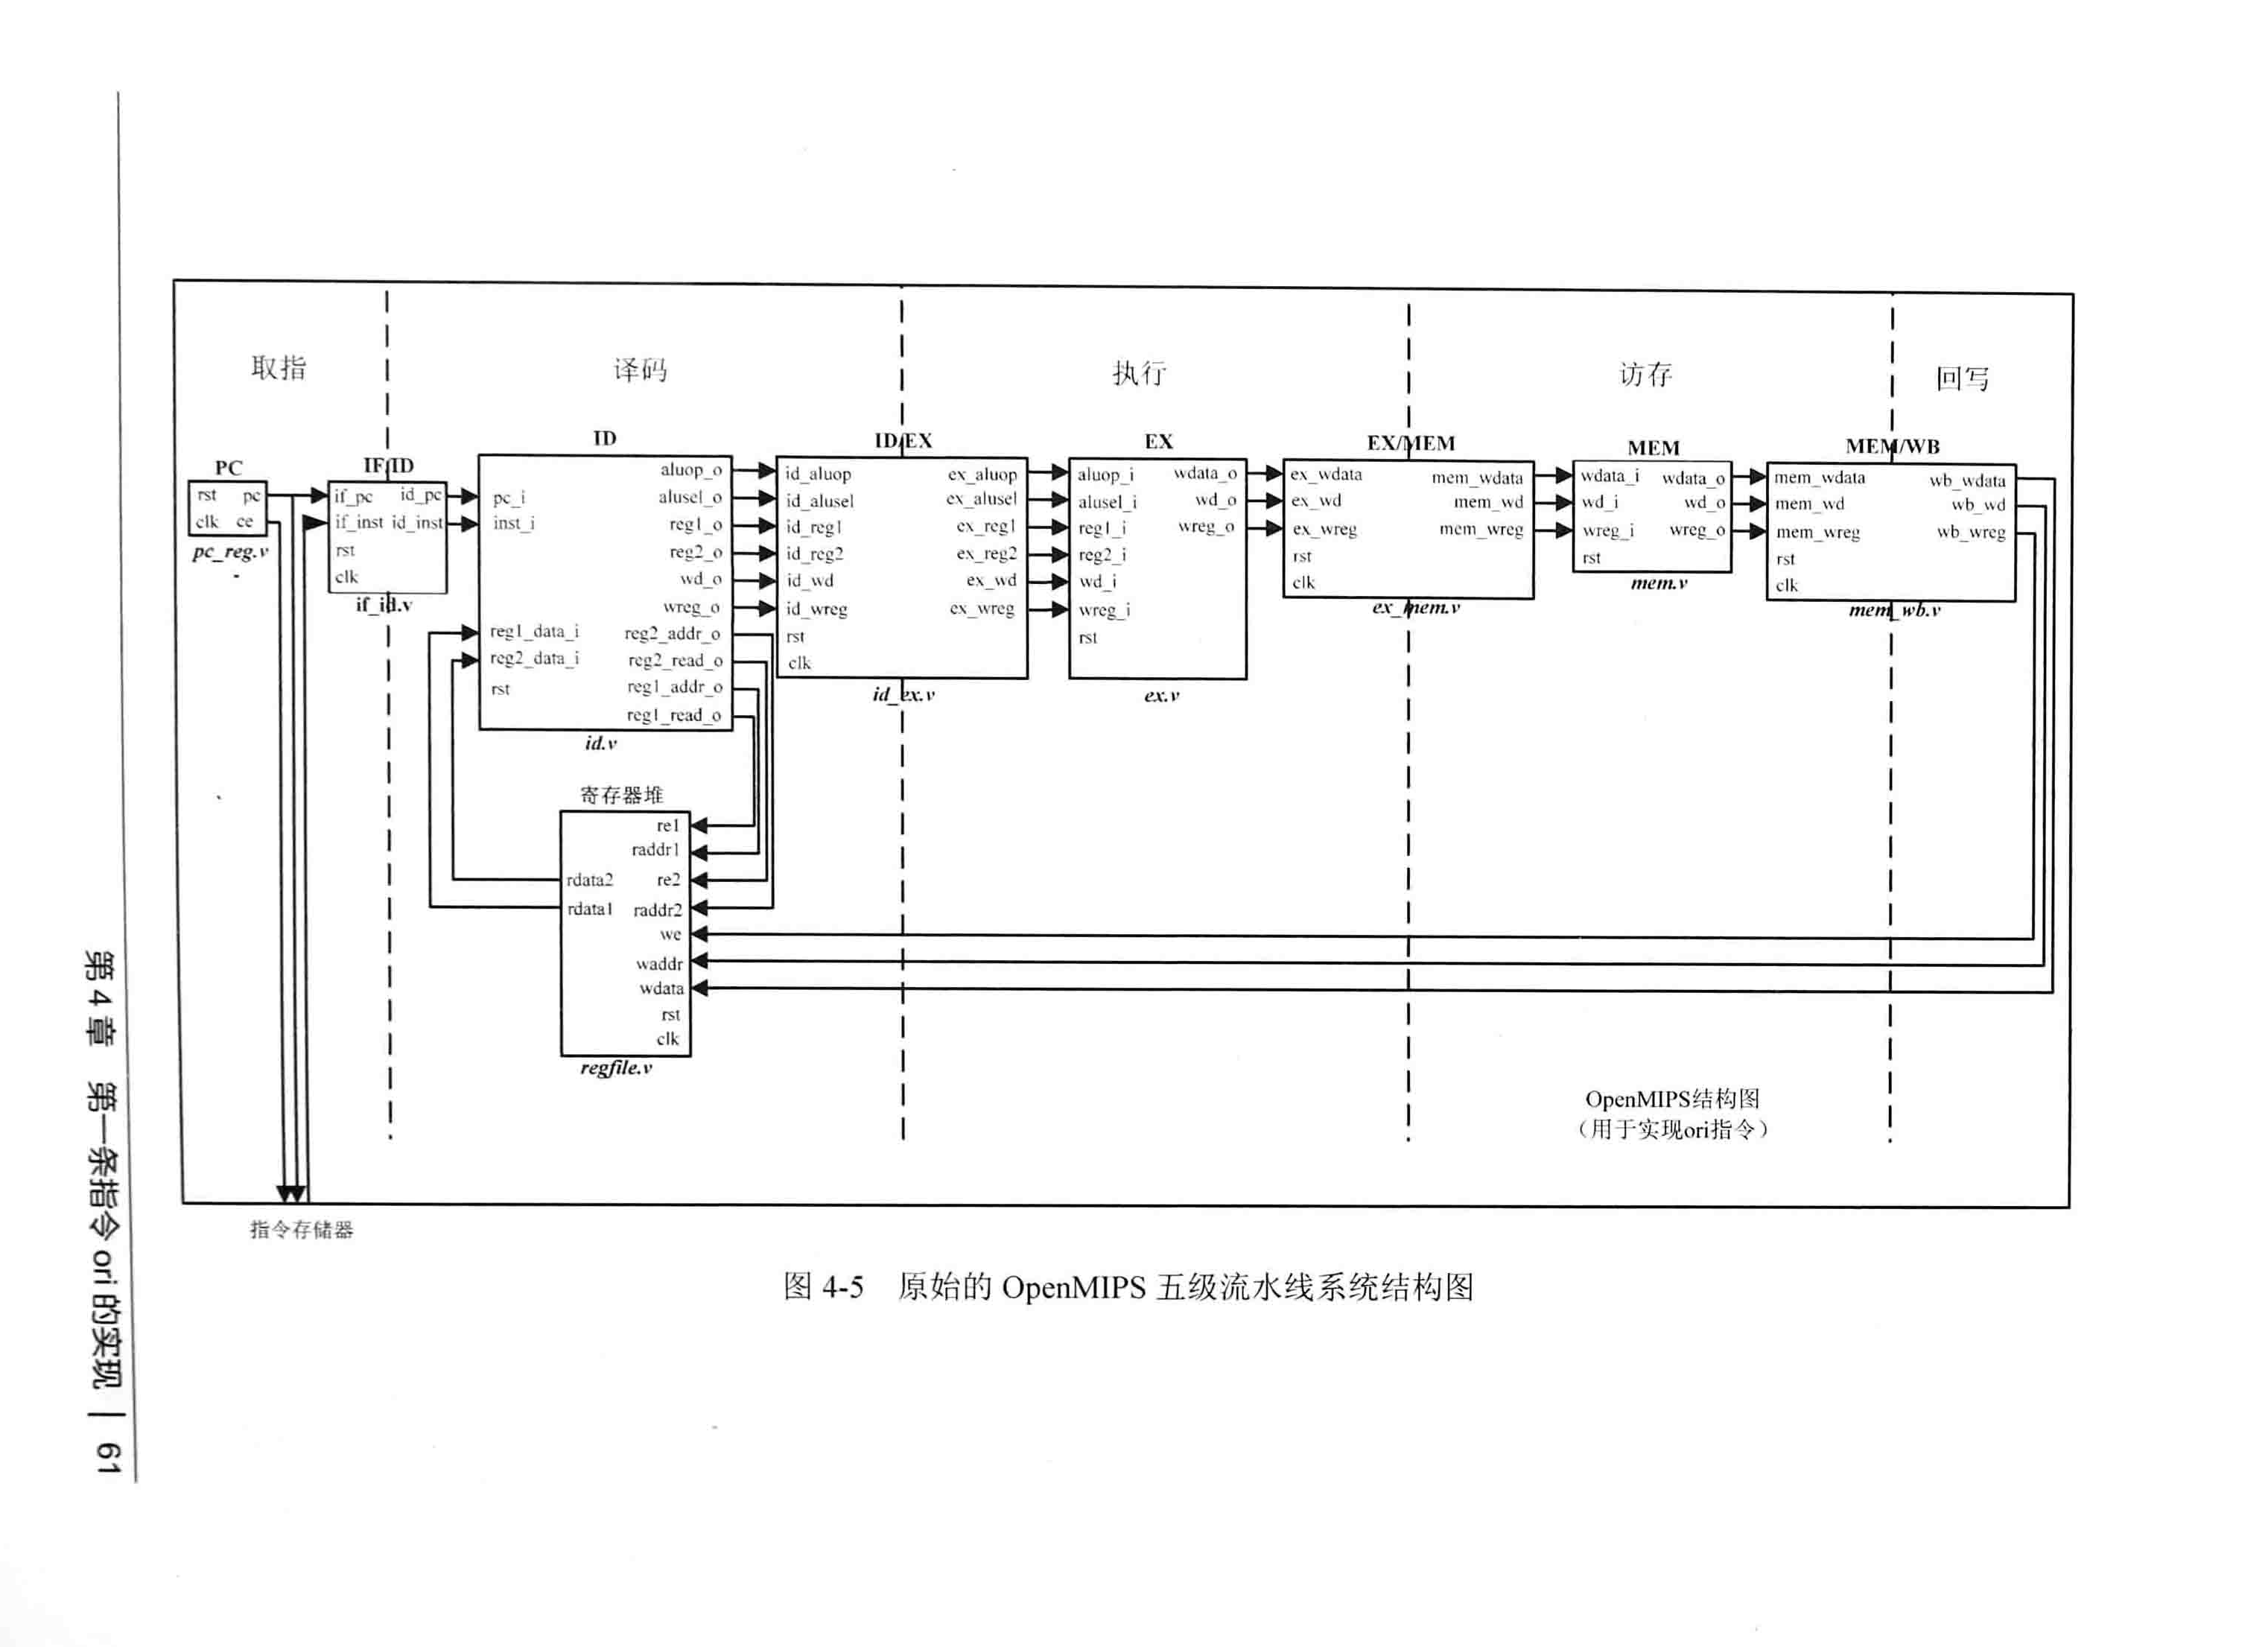 取指
译码
执行
访存
回写
PC
rst pc
clk ce
pc_reg.v
IF/ID
if_pc id_pc
if_inst id_inst
rst
clk
if_id.v
ID
aluop_o
pc_i alusel_o
inst_i reg1_o
reg2_o
wd_o
wreg_o
reg1_data_i reg2_addr_o
reg2_data_i reg2_read_o
rst reg1_addr_o
reg1_read_o
id.v
寄存器堆
re1
raddr1
rdata2 re2
rdata1 raddr2
we
waddr
wdata
rst
clk
regfile.v
ID/EX
id_aluop ex_aluop
id_alusel ex_alusel
id_reg1 ex_reg1
id_reg2 ex_reg2
id_wd ex_wd
id_wreg ex_wreg
rst
clk
id_ex.v
EX
aluop_i wdata_o
alusel_i wd_o
reg1_i wreg_o
reg2_i
wd_i
wreg_i
rst
ex.v
EX/MEM
ex_wdata mem_wdata
ex_wd mem_wd
ex_wreg mem_wreg
rst
clk
ex_mem.v
MEM
wdata_i wdata_o
wd_i wd_o
wreg_i wreg_o
rst
mem.v
MEM/WB
mem_wdata wb_wdata
mem_wd wb_wd
mem_wreg wb_wreg
rst
clk
mem_wb.v
OpenMIPS结构图
（用于实现ori指令）
指令存储器
图 4-5 原始的 OpenMIPS 五级流水线系统结构图
第 4 章 第一条指令 ori 的实现 | 61